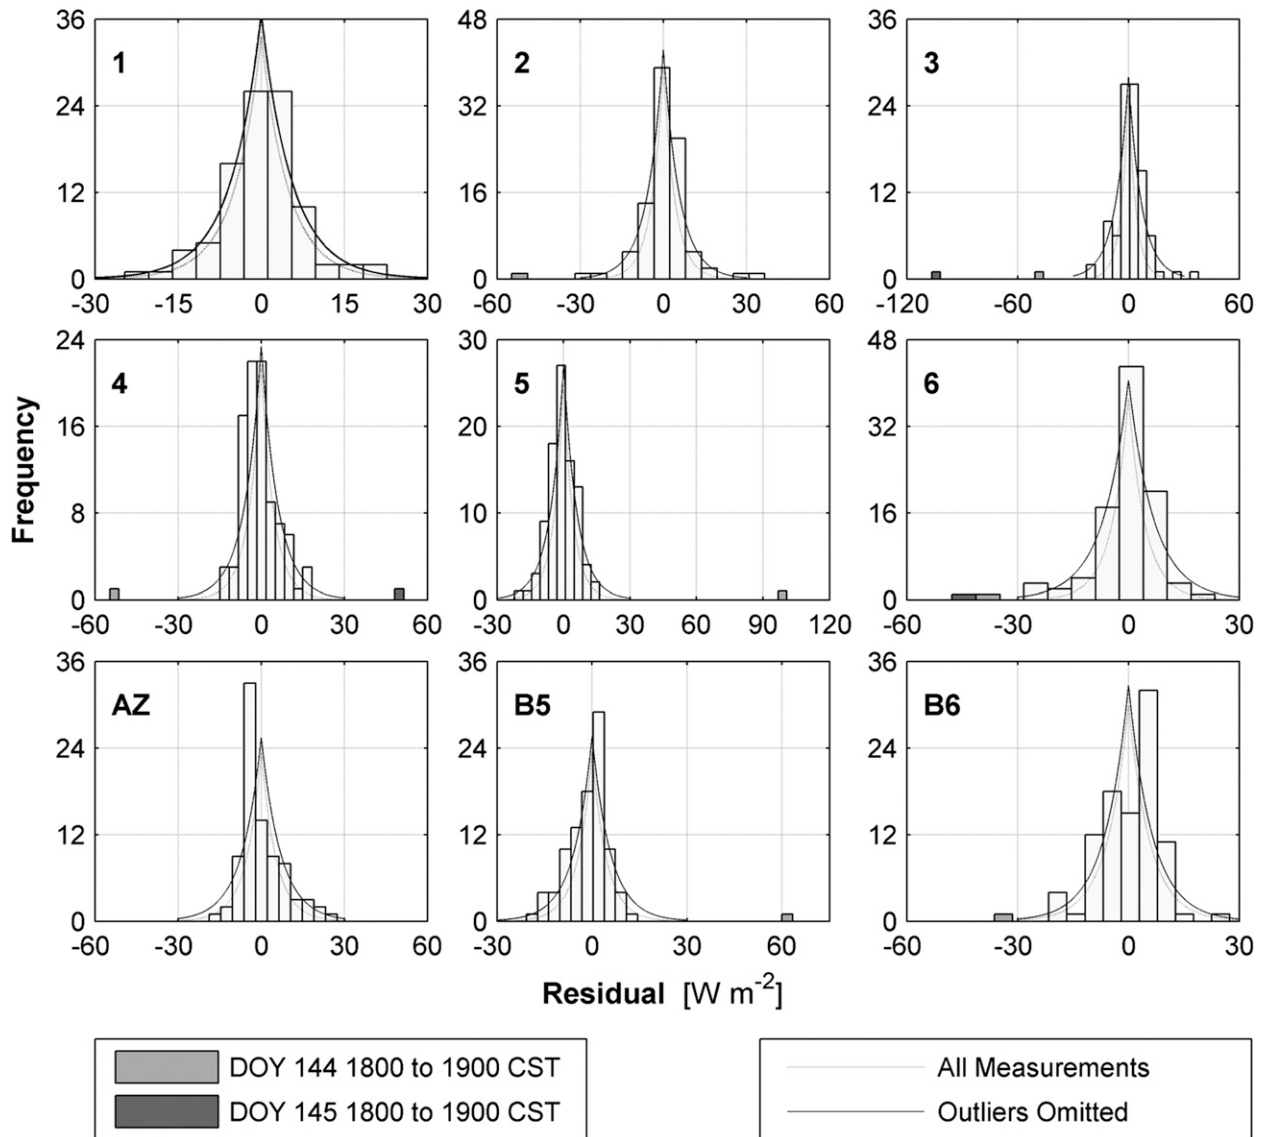 36 24 12 0
1
-30 -15 0 15 30
48 32 16 0
2
-60 -30 0 30 60
36 24 12 0
3
-120 -60 0 60
24 16 8 0
4
-60 -30 0 30 60
30 20 10 0
5
-30 0 30 60 90 120
48 32 16 0
6
-60 -30 0 30
36 24 12 0
AZ
-60 -30 0 30 60
36 24 12 0
B5
-30 0 30 60
36 24 12 0
B6
-60 -30 0 30
Frequency
Residual [W m⁻²]
DOY 144 1800 to 1900 CST
DOY 145 1800 to 1900 CST
All Measurements
Outliers Omitted